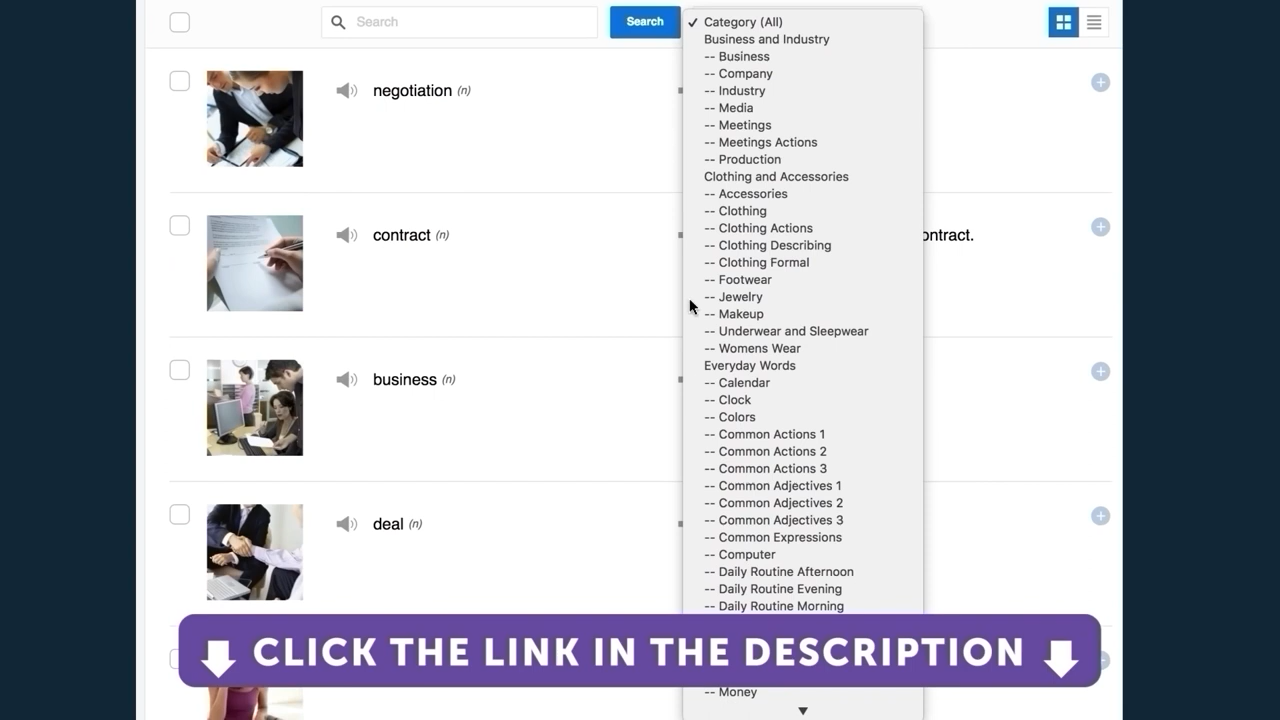 Search
Search
✓ Category (All)
Business and Industry
-- Business
-- Company
-- Industry
-- Media
-- Meetings
-- Meetings Actions
-- Production
Clothing and Accessories
-- Accessories
-- Clothing
-- Clothing Actions
-- Clothing Describing
-- Clothing Formal
-- Footwear
-- Jewelry
-- Makeup
-- Underwear and Sleepwear
-- Womens Wear
Everyday Words
-- Calendar
-- Clock
-- Colors
-- Common Actions 1
-- Common Actions 2
-- Common Actions 3
-- Common Adjectives 1
-- Common Adjectives 2
-- Common Adjectives 3
-- Common Expressions
-- Computer
-- Daily Routine Afternoon
-- Daily Routine Evening
-- Daily Routine Morning
-- Money
negotiation (n)
contract (n)
ontract.
business (n)
deal (n)
CLICK THE LINK IN THE DESCRIPTION